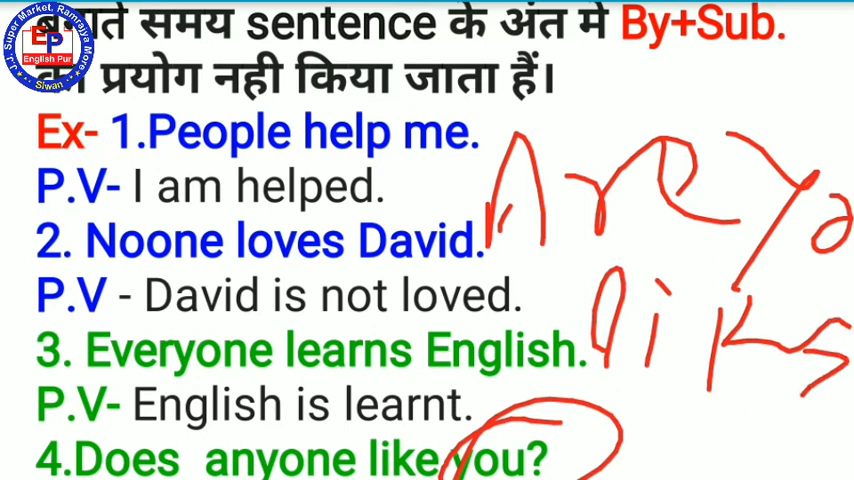 बनाते समय sentence के अंत मे By+Sub.
का प्रयोग नही किया जाता हैं।
Ex- 1.People help me.
P.V- I am helped.
2. Noone loves David.
P.V - David is not loved.
3. Everyone learns English.
P.V- English is learnt.
4.Does anyone like you?
Are
J.J. Super Market, Ramrajya More
EP
English Pur
Siwan